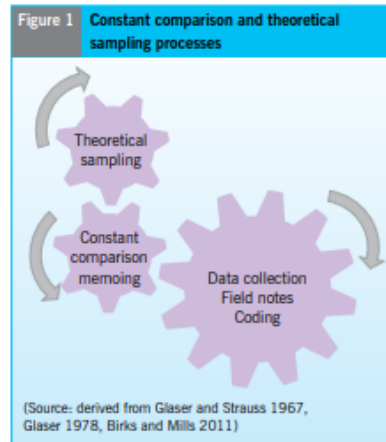 Figure 1
Constant comparison and theoretical
sampling processes
Theoretical
sampling
Constant
comparison
memoing
Data collection
Field notes
Coding
(Source: derived from Glaser and Strauss 1967,
Glaser 1978, Birks and Mills 2011)